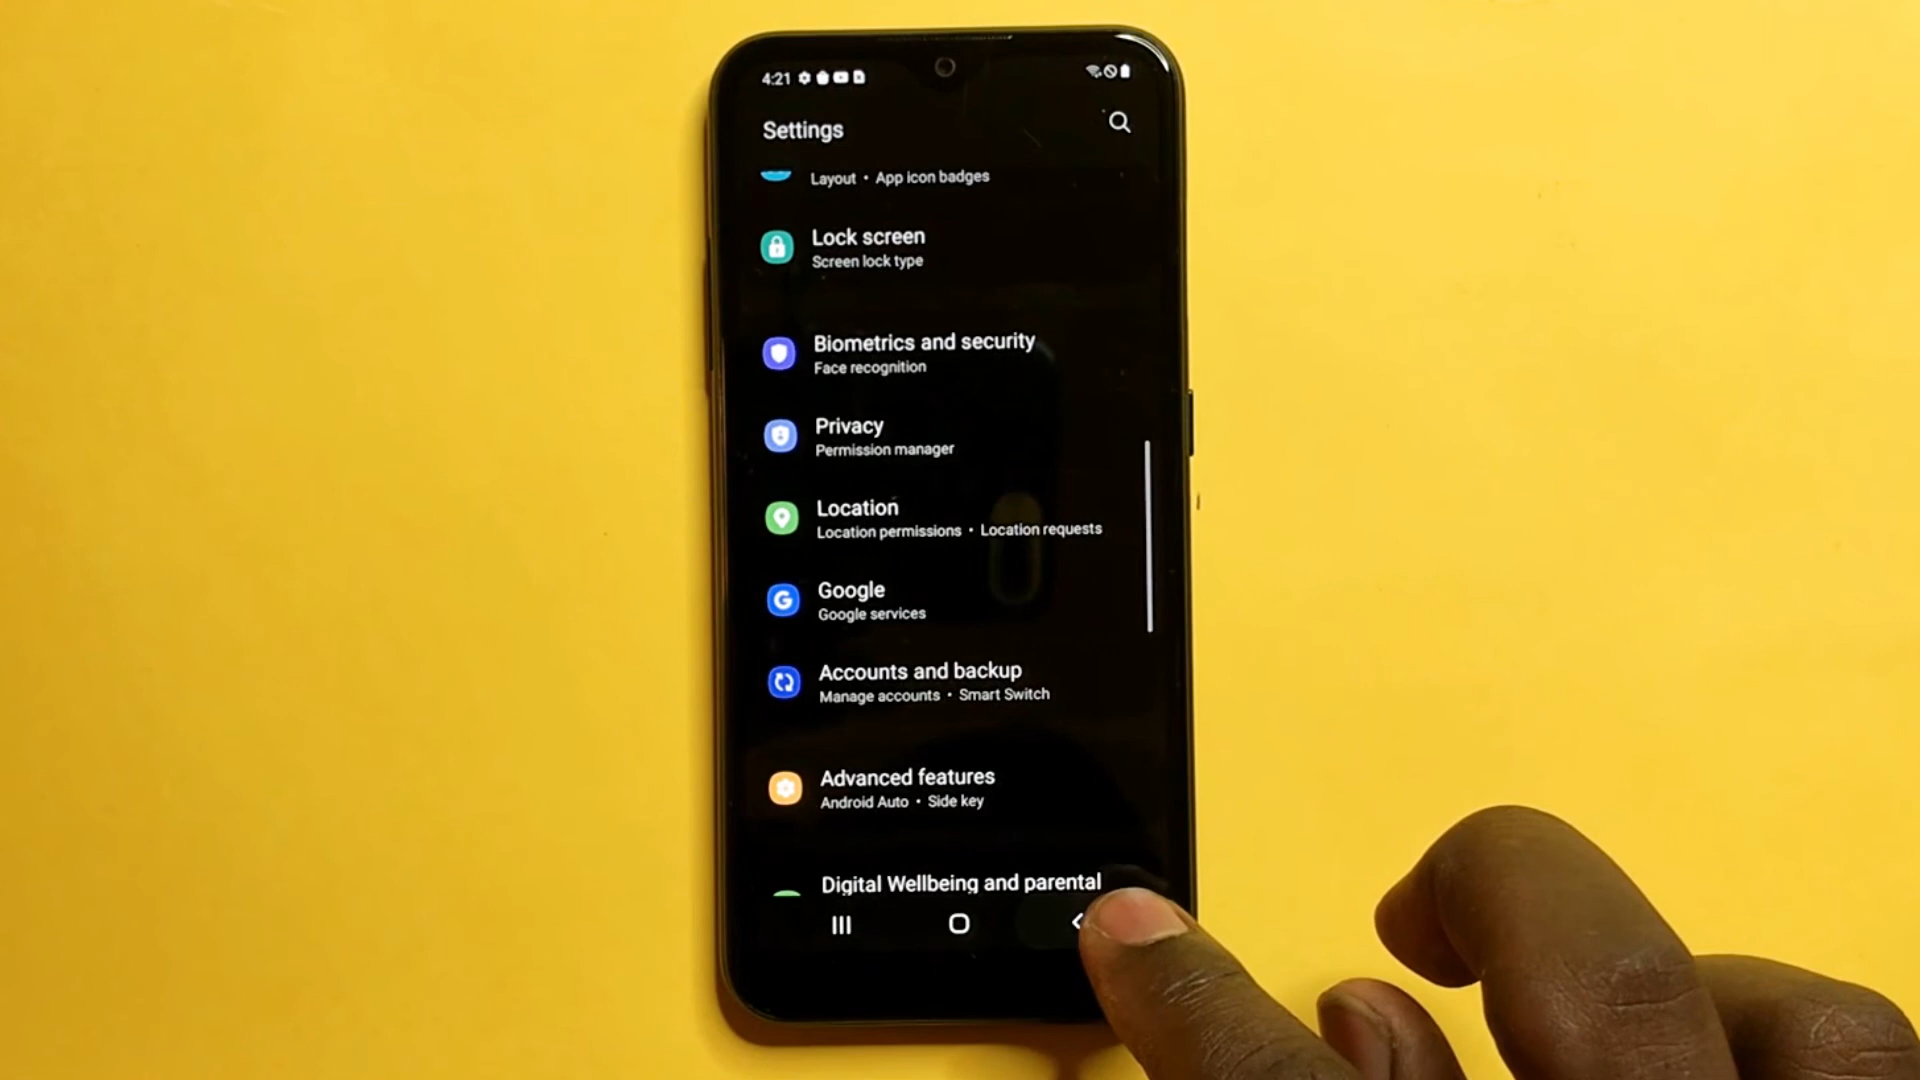 4:21
Settings
Layout • App icon badges
Lock screen
Screen lock type
Biometrics and security
Face recognition
Privacy
Permission manager
Location
Location permissions • Location requests
Google
Google services
Accounts and backup
Manage accounts • Smart Switch
Advanced features
Android Auto • Side key
Digital Wellbeing and parental